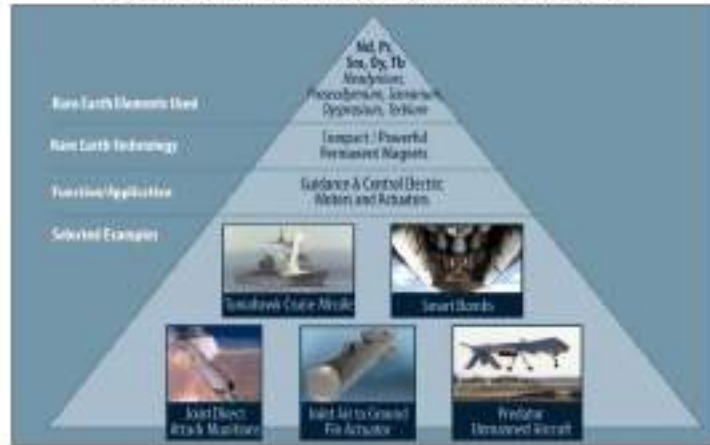 Nd, Pr,
Sm, Dy, Tb
Neodymium,
Praseodymium, Samarium,
Dysprosium, Terbium
Rare Earth Elements Used
Rare Earth Technology
Compact / Powerful
Permanent Magnets
Function/Application
Guidance & Control Electric
Motors and Actuators
Selected Examples
Tomahawk Cruise Missile
Smart Bombs
Joint Direct
Attack Munitions
Joint Air to Ground
Fin Actuator
Predator
Unmanned Aircraft